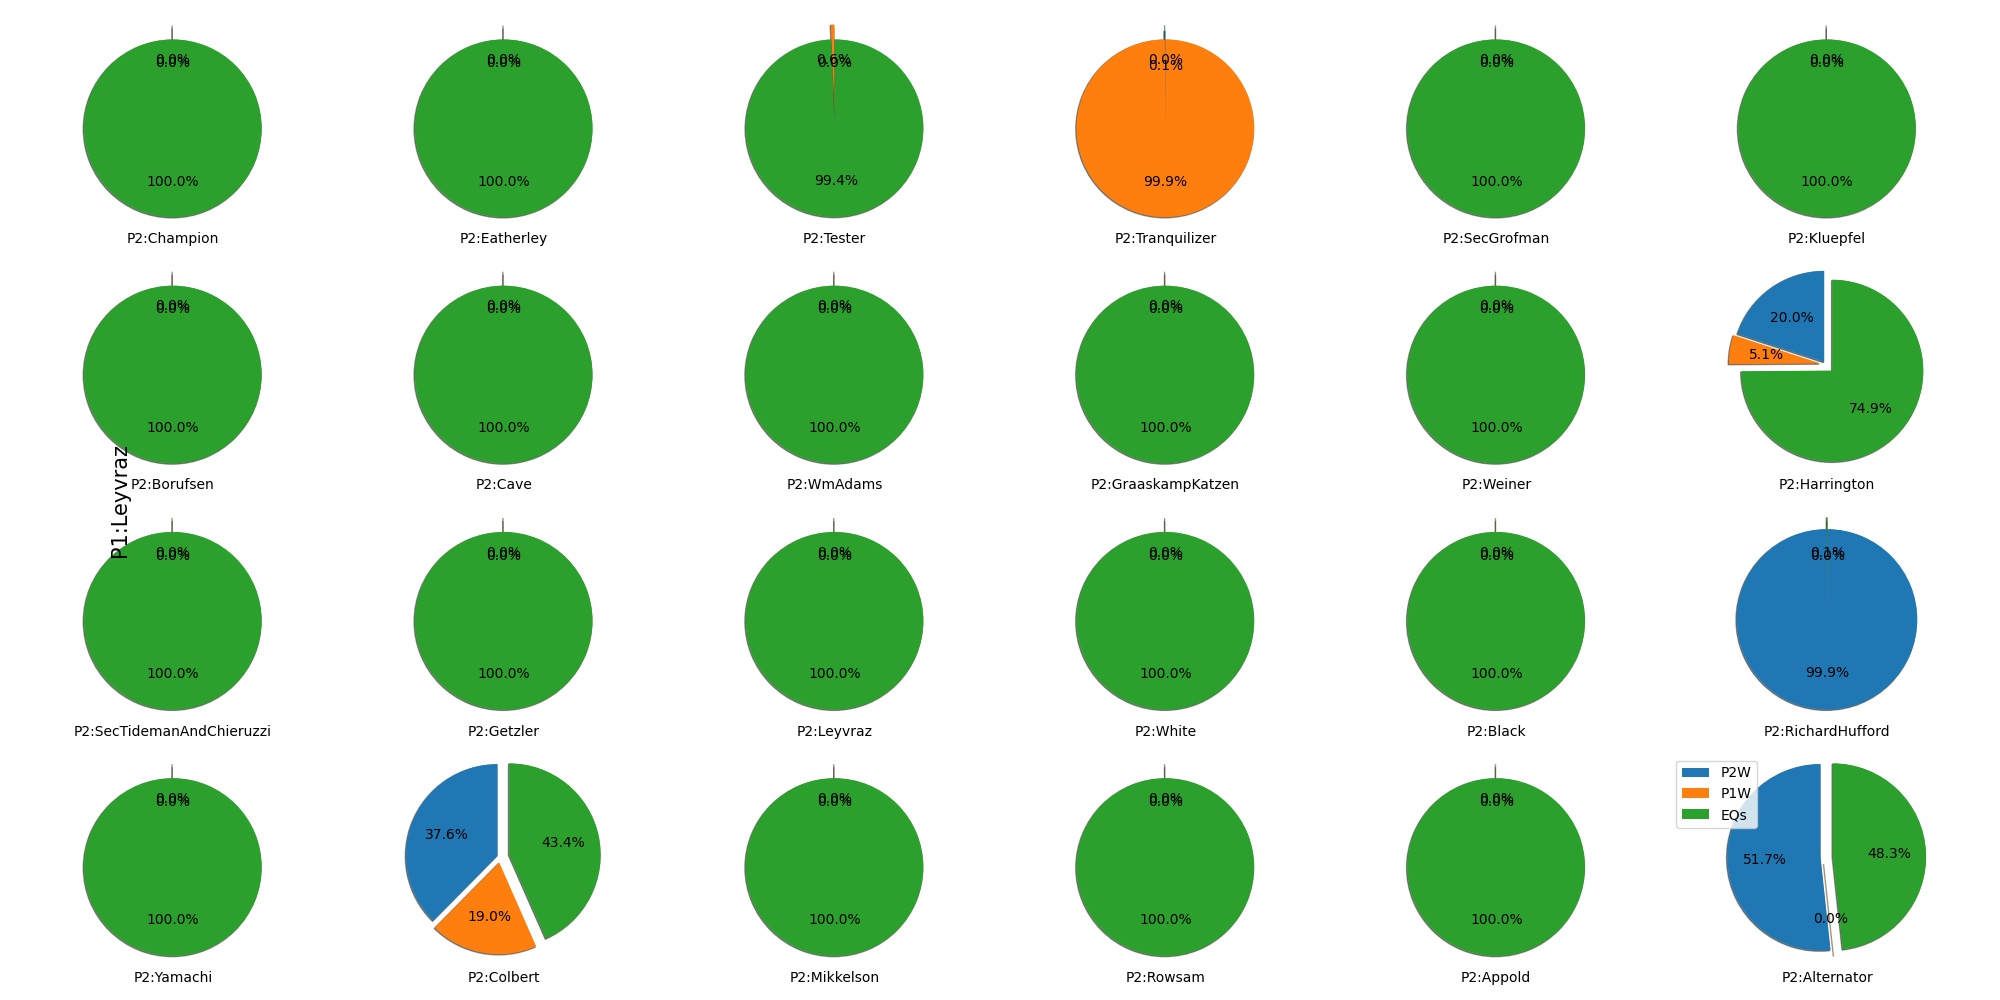 0.0%
0.0%
100.0%
P2:Champion
0.0%
0.0%
100.0%
P2:Eatherley
0.6%
0.0%
99.4%
P2:Tester
0.0%
0.1%
99.9%
P2:Tranquilizer
0.0%
0.0%
100.0%
P2:SecGrofman
0.0%
0.0%
100.0%
P2:Kluepfel
0.0%
0.0%
100.0%
P2:Borufsen
0.0%
0.0%
100.0%
P2:Cave
0.0%
0.0%
100.0%
P2:WmAdams
0.0%
0.0%
100.0%
P2:GraaskampKatzen
0.0%
0.0%
100.0%
P2:Weiner
20.0%
5.1%
74.9%
P2:Harrington
P1:Leyvraz
0.0%
0.0%
100.0%
P2:SecTidemanAndChieruzzi
0.0%
0.0%
100.0%
P2:Getzler
0.0%
0.0%
100.0%
P2:Leyvraz
0.0%
0.0%
100.0%
P2:White
0.0%
0.0%
100.0%
P2:Black
0.1%
0.0%
99.9%
P2:RichardHufford
0.0%
0.0%
100.0%
P2:Yamachi
37.6%
43.4%
19.0%
P2:Colbert
0.0%
0.0%
100.0%
P2:Mikkelson
0.0%
0.0%
100.0%
P2:Rowsam
0.0%
0.0%
100.0%
P2:Appold
P2W
P1W
EQs
51.7%
48.3%
0.0%
P2:Alternator